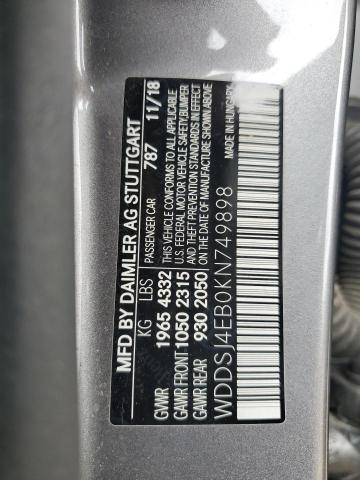 MFD BY DAIMLER AG STUTTGART
KG LBS PASSENGER CAR 787 11/18
GWR 1965 4332 THIS VEHICLE CONFORMS TO ALL APPLICABLE
GAWR FRONT 1050 2315 U.S. FEDERAL MOTOR VEHICLE SAFETY, BUMPER
GAWR REAR 930 2050 AND THEFT PREVENTION STANDARDS IN EFFECT
ON THE DATE OF MANUFACTURE SHOWN ABOVE
WDDSJ4EB0KN749898 MADE IN HUNGARY